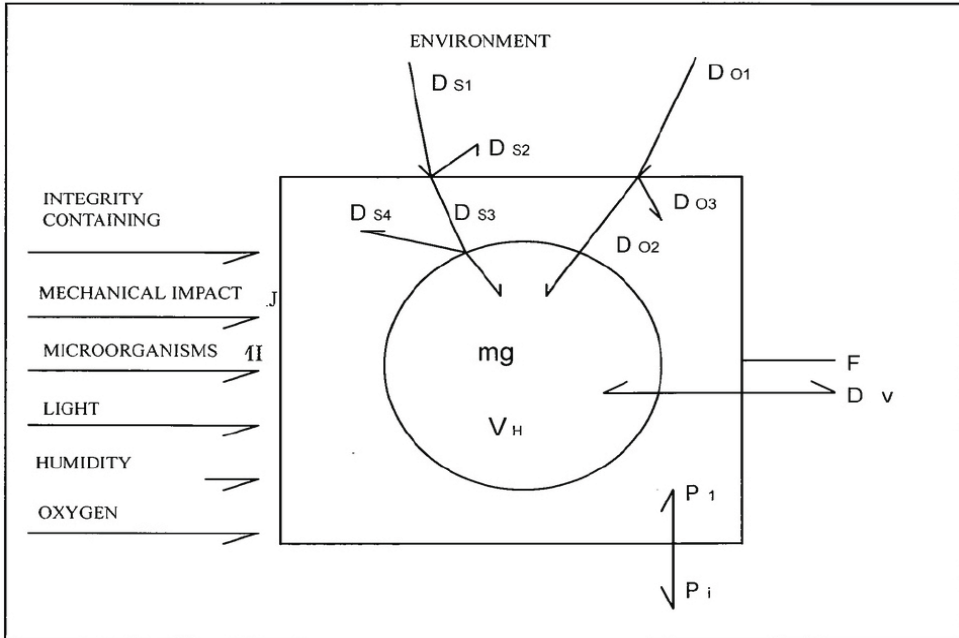 ENVIRONMENT
D S1
D O1
D S2
INTEGRITY
CONTAINING
D S4
D S3
D O3
D O2
MECHANICAL IMPACT
mg
MICROORGANISMS
F
D v
LIGHT
V H
HUMIDITY
P 1
OXYGEN
P i